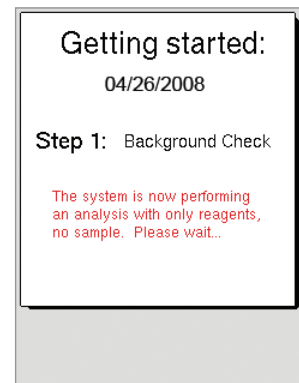 Getting started:
04/26/2008
Step 1: Background Check
The system is now performing
an analysis with only reagents,
no sample. Please wait...